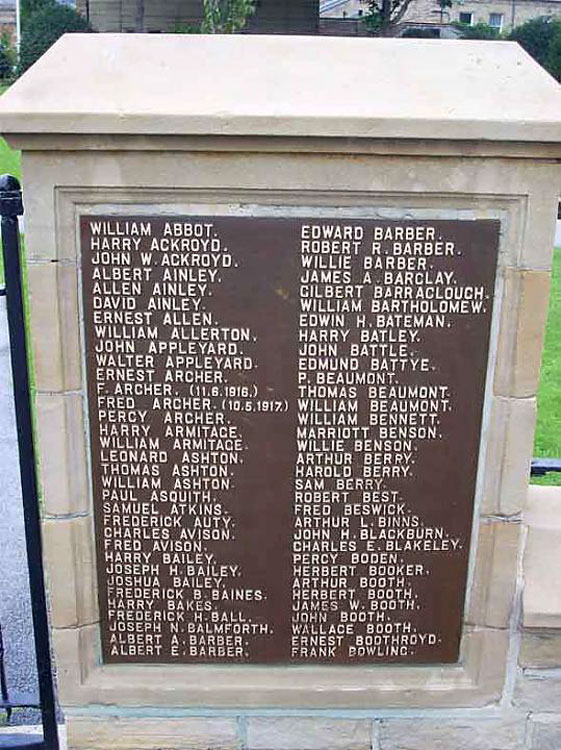 WILLIAM ABBOT.
HARRY ACKROYD.
JOHN W. ACKROYD.
ALBERT AINLEY.
ALLEN AINLEY.
DAVID AINLEY.
ERNEST ALLEN.
WILLIAM ALLERTON.
JOHN APPLEYARD.
WALTER APPLEYARD.
ERNEST ARCHER.
F. ARCHER. (11.6.1916.)
FRED ARCHER. (10.5.1917.)
PERCY ARCHER.
HARRY ARMITAGE.
WILLIAM ARMITAGE.
LEONARD ASHTON.
THOMAS ASHTON.
WILLIAM ASHTON.
PAUL ASQUITH.
SAMUEL ATKINS.
FREDERICK AUTY.
CHARLES AVISON.
FRED AVISON.
HARRY BAILEY.
JOSEPH H. BAILEY.
JOSHUA BAILEY.
FREDERICK B. BAINES.
HARRY BAKES.
FREDERICK H. BALL.
JOSEPH N. BALMFORTH.
ALBERT A. BARBER.
ALBERT E. BARBER.
EDWARD BARBER.
ROBERT R. BARBER.
WILLIE BARBER.
JAMES A. BARCLAY.
GILBERT BARRACLOUGH.
WILLIAM BARTHOLOMEW.
EDWIN H. BATEMAN.
HARRY BATLEY.
JOHN BATTLE.
EDMUND BATTYE.
P. BEAUMONT.
THOMAS BEAUMONT.
WILLIAM BEAUMONT.
WILLIAM BENNETT.
MARRIOTT BENSON.
WILLIE BENSON.
ARTHUR BERRY.
HAROLD BERRY.
SAM BERRY.
ROBERT BEST.
FRED BESWICK.
ARTHUR L. BINNS.
JOHN H. BLACKBURN.
CHARLES E. BLAKELEY.
PERCY BODEN.
HERBERT BOOKER.
ARTHUR BOOTH.
HERBERT BOOTH.
JAMES W. BOOTH.
JOHN BOOTH.
WALLACE BOOTH.
ERNEST BOOTHROYD.
FRANK BOWLING.